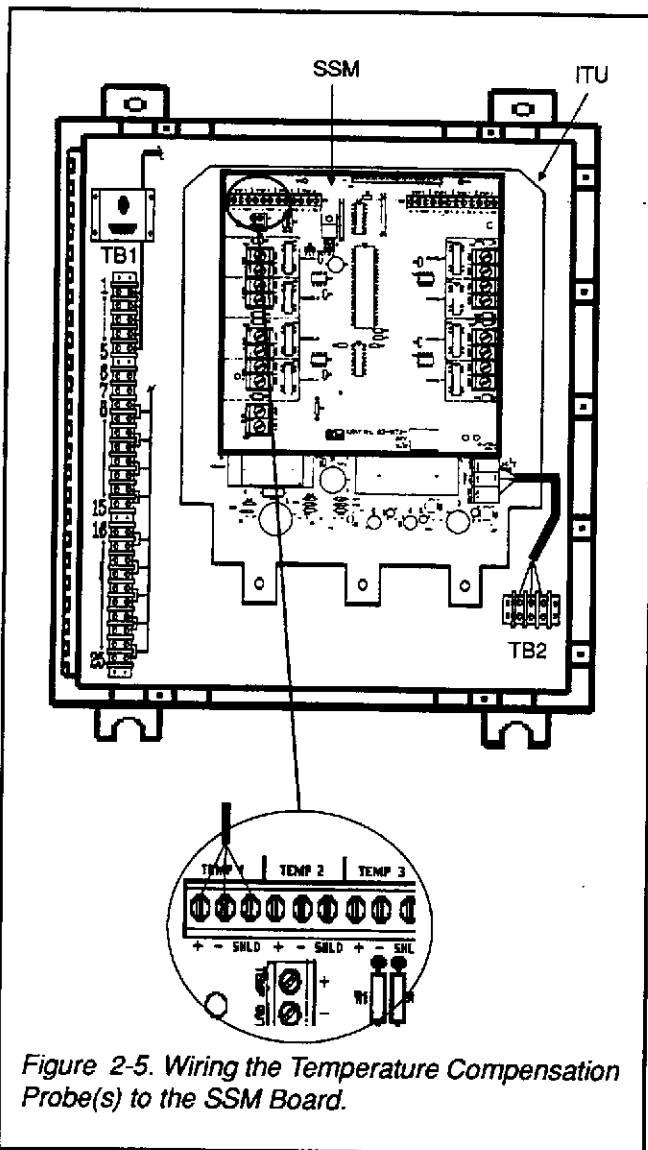 SSM
ITU
TB1
1
5
6
7
8
15
16
TB2
TEMP 1 TEMP 2 TEMP 3
+ - SHLD + - SHLD + - SHL
TEMP
+
-
Figure 2-5. Wiring the Temperature Compensation
Probe(s) to the SSM Board.